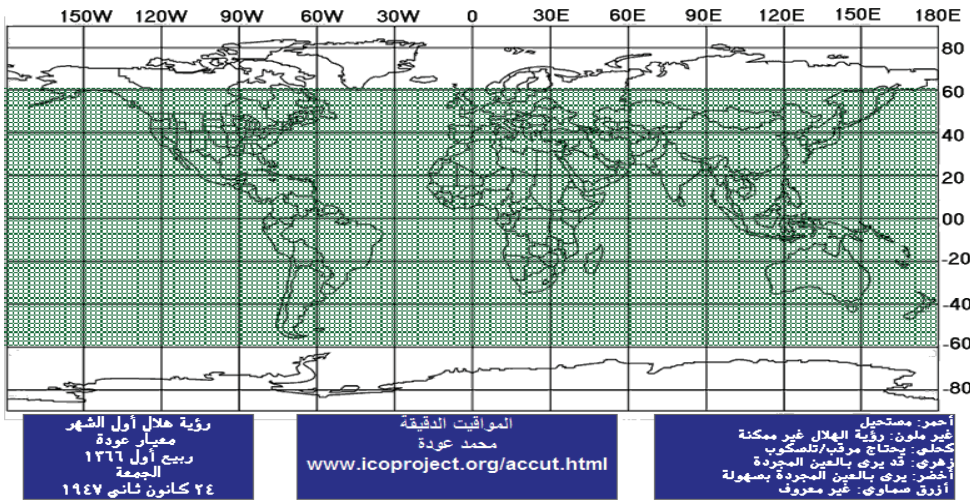 150W 120W 90W 60W 30W 0 30E 60E 90E 120E 150E 180E
80
60
40
20
00
-20
-40
-60
-80
رؤية هلال أول الشهر
معيار عودة
ربيع أول ١٣٦٦
الجمعة
٢٤ كانون ثاني ١٩٤٧
المواقيت الدقيقة
محمد عودة
www.icoproject.org/accut.html
أحمر: مستحيل
غير ملون: رؤية الهلال غير ممكنة
كحلي: يحتاج مرقب/تلسكوب
زهري: قد يرى بالعين المجردة
أخضر: يرى بالعين المجردة بسهولة
أزرق سماوي: غير معروف